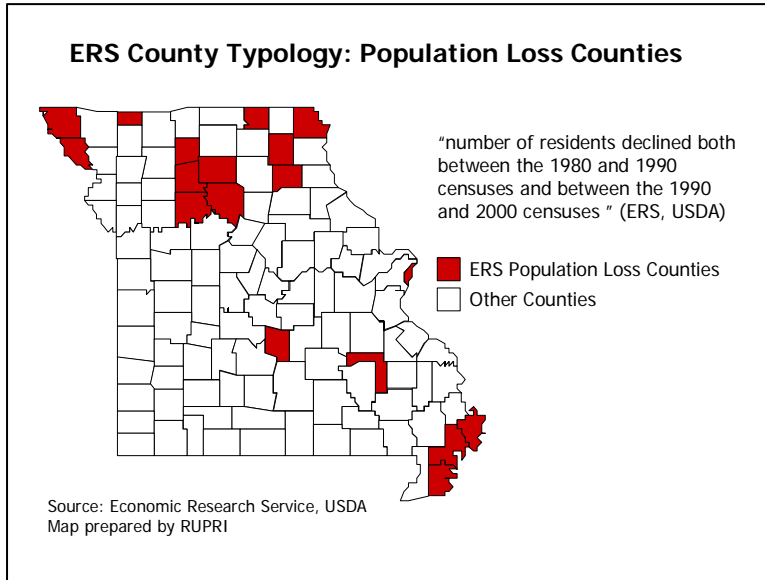 ERS County Typology: Population Loss Counties
“number of residents declined both
between the 1980 and 1990
censuses and between the 1990
and 2000 censuses ” (ERS, USDA)
ERS Population Loss Counties
Other Counties
Source: Economic Research Service, USDA
Map prepared by RUPRI